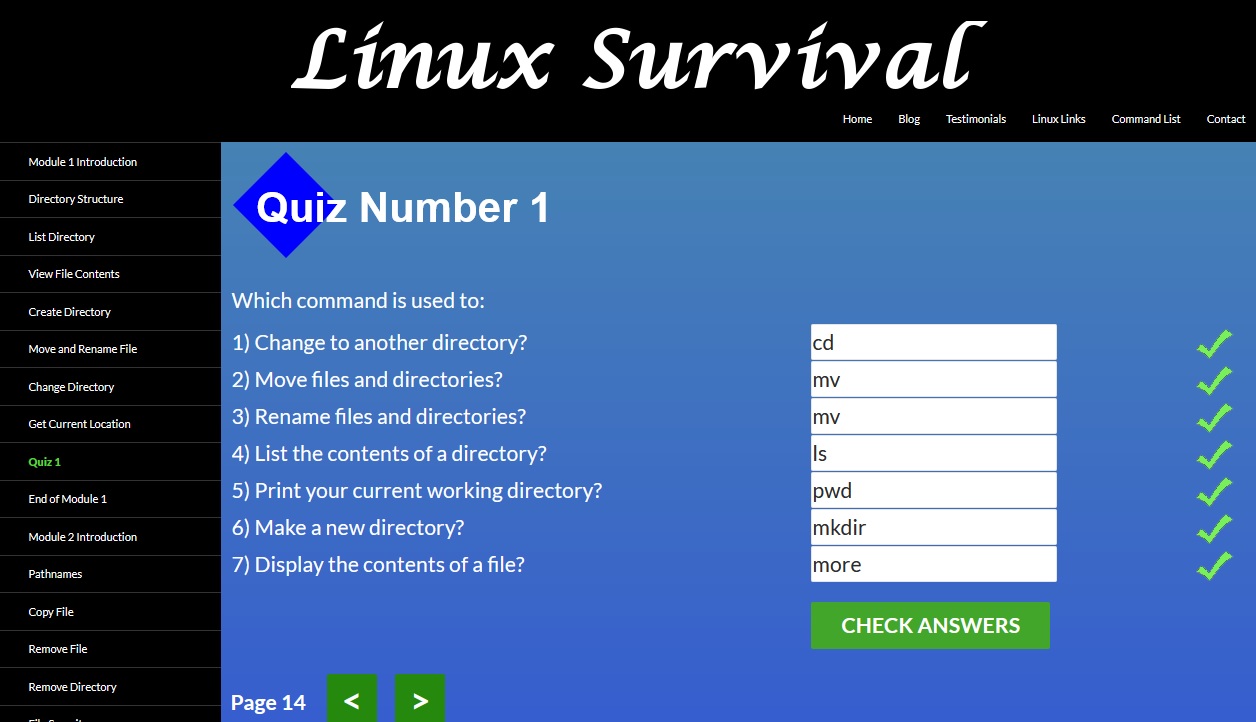 Linux Survival
Home Blog Testimonials Linux Links Command List Contact
Module 1 Introduction
Directory Structure
List Directory
View File Contents
Create Directory
Move and Rename File
Change Directory
Get Current Location
Quiz 1
End of Module 1
Module 2 Introduction
Pathnames
Copy File
Remove File
Remove Directory
Quiz Number 1
Which command is used to:
1) Change to another directory? cd
2) Move files and directories? mv
3) Rename files and directories? mv
4) List the contents of a directory? ls
5) Print your current working directory? pwd
6) Make a new directory? mkdir
7) Display the contents of a file? more
CHECK ANSWERS
Page 14 < >